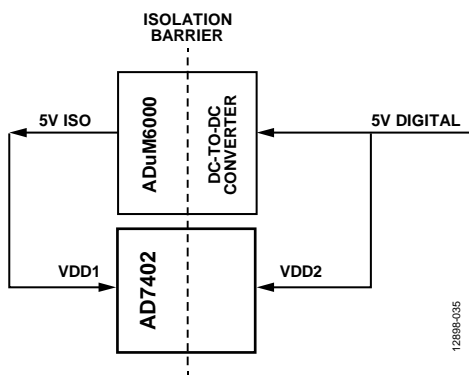 ISOLATION
BARRIER
5V ISO
ADuM6000
DC-TO-DC
CONVERTER
5V DIGITAL
VDD1
AD7402
VDD2
12898-035